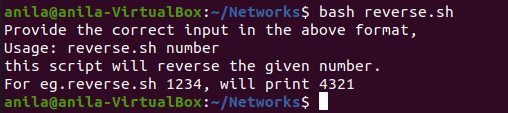 anila@anila-VirtualBox:~/Networks$ bash reverse.sh
Provide the correct input in the above format,
Usage: reverse.sh number
this script will reverse the given number.
For eg.reverse.sh 1234, will print 4321
anila@anila-VirtualBox:~/Networks$